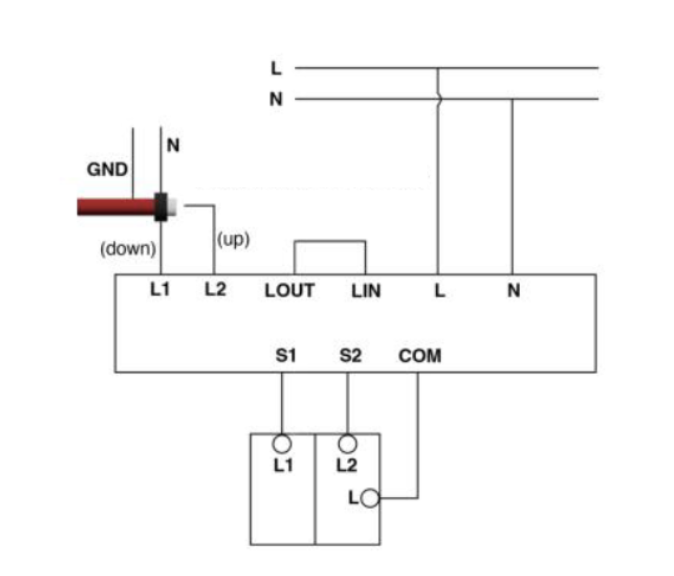 L
N
N
GND
(down)
(up)
L1 L2 LOUT LIN L N
S1 S2 COM
L1 L2
L